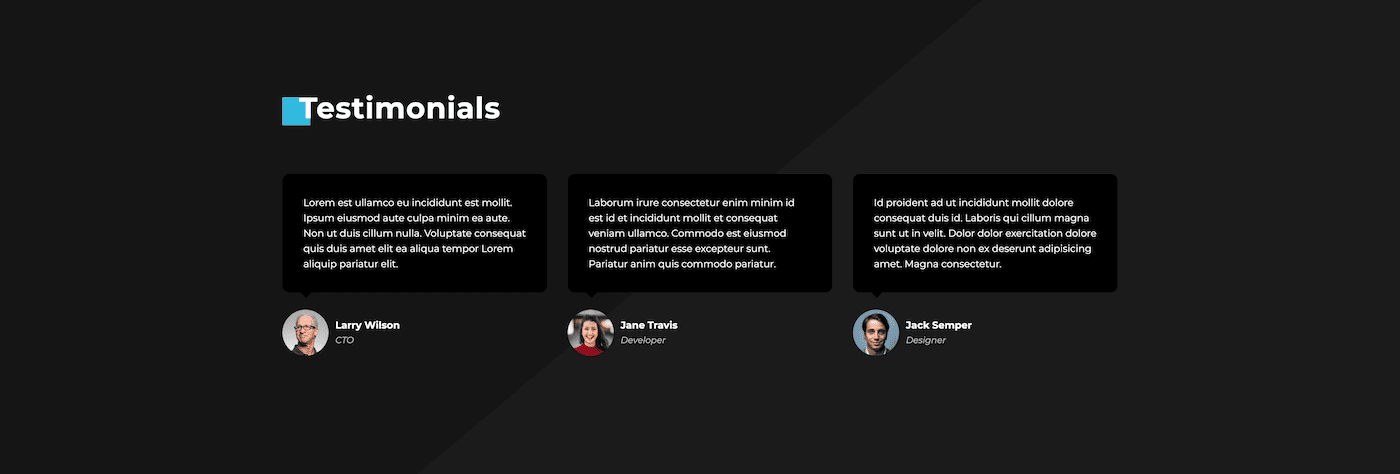 Testimonials
Lorem est ullamco eu incididunt est mollit.
Ipsum eiusmod aute culpa minim ea aute.
Non ut duis cillum nulla. Voluptate consequat
quis duis amet elit ea aliqua tempor Lorem
aliquip pariatur elit.
Larry Wilson
CTO
Laborum irure consectetur enim minim id
est id et incididunt mollit et consequat
veniam ullamco. Commodo est eiusmod
nostrud pariatur esse excepteur sunt.
Pariatur anim quis commodo pariatur.
Jane Travis
Developer
Id proident ad ut incididunt mollit dolore
consequat duis id. Laboris qui cillum magna
sunt ut in velit. Dolor dolor exercitation dolore
voluptate dolore non ex deserunt adipisicing
amet. Magna consectetur.
Jack Semper
Designer